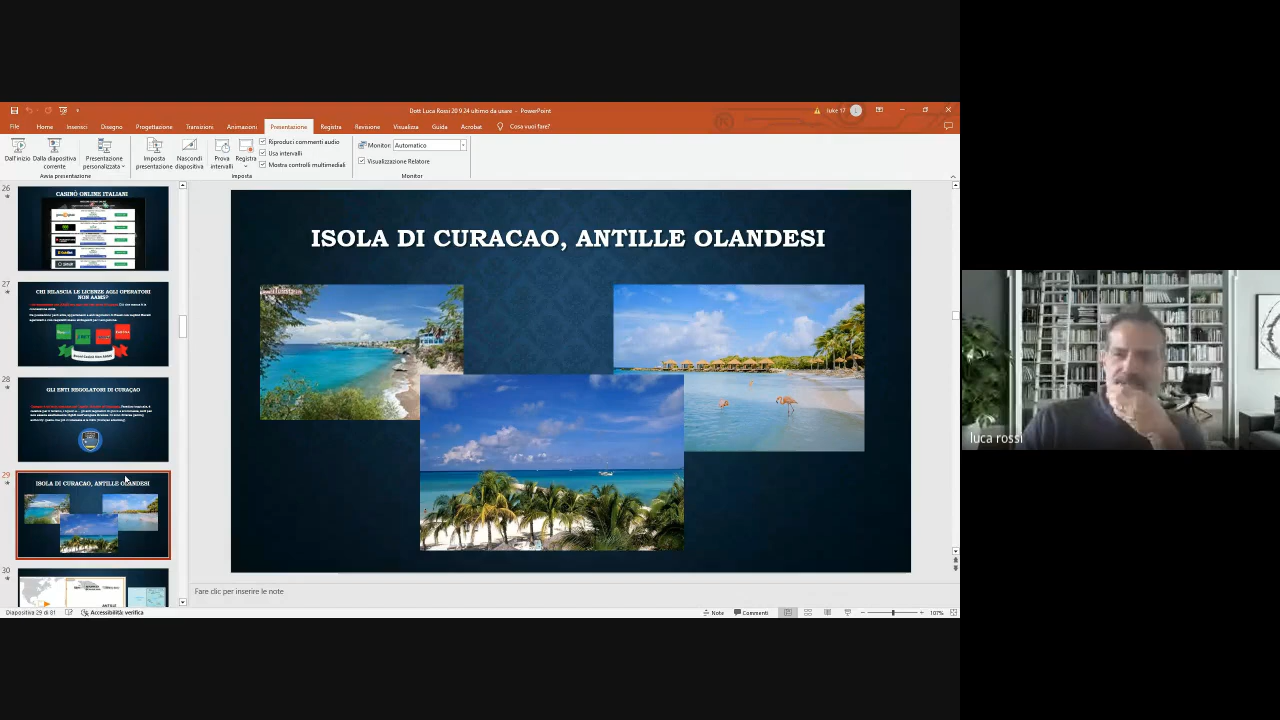 Dott Luca Rossi 20 9 24 ultimo da usare - PowerPoint
luke 17
File Home Inserisci Disegno Progettazione Transizioni Animazioni Presentazione Registra Revisione Visualizza Guida Acrobat Cosa vuoi fare?
Dall'inizio
Dalla diapositiva corrente
Presentazione personalizzata
Avvia presentazione
Imposta presentazione
Nascondi diapositiva
Prova intervalli
Registra
Riproduci commenti audio
Usa intervalli
Mostra controlli multimediali
Imposta
Monitor: Automatico
Visualizzazione Relatore
Monitor
26
CASINÒ ONLINE ITALIANI
27
CHI RILASCIA LE LICENZE AGLI OPERATORI
NON AAMS?
28
GLI ENTI REGOLATORI DI CURAÇAO
29
ISOLA DI CURACAO, ANTILLE OLANDESI
30
ISOLA DI CURACAO, ANTILLE OLANDESI
Fare clic per inserire le note
Diapositiva 29 di 81
Accessibilità: verifica
Note
Commenti
107%
luca rossi